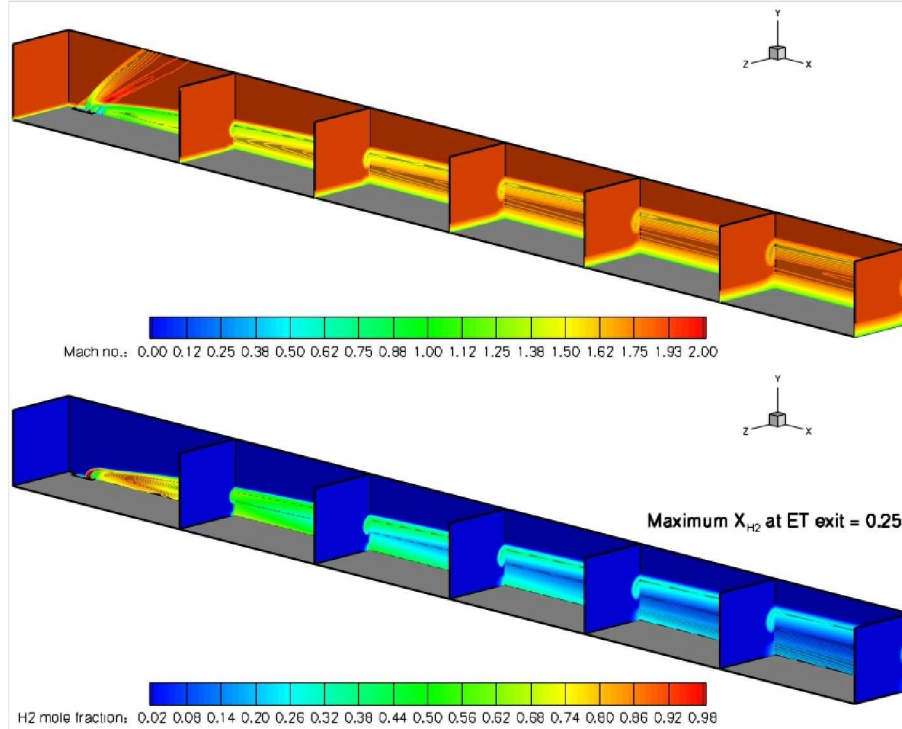 Y
Z X
Mach no.: 0.00 0.12 0.25 0.38 0.50 0.62 0.75 0.88 1.00 1.12 1.25 1.38 1.50 1.62 1.75 1.93 2.00
Y
Z X
Maximum X_H2 at ET exit = 0.25
H2 mole fraction: 0.02 0.08 0.14 0.20 0.26 0.32 0.38 0.44 0.50 0.56 0.62 0.68 0.74 0.80 0.86 0.92 0.98